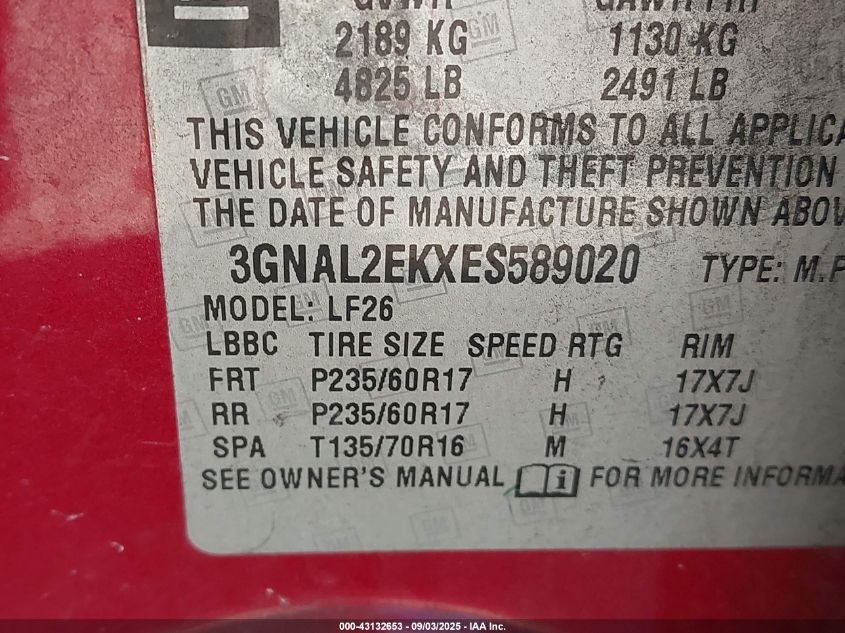 GVWR GAWR FRT
2189 KG 1130 KG
4825 LB 2491 LB
THIS VEHICLE CONFORMS TO ALL APPLICA
VEHICLE SAFETY AND THEFT PREVENTION
THE DATE OF MANUFACTURE SHOWN ABOV
3GNAL2EKXES589020 TYPE: M.P
MODEL: LF26
LBBC TIRE SIZE SPEED RTG RIM
FRT P235/60R17 H 17X7J
RR P235/60R17 H 17X7J
SPA T135/70R16 M 16X4T
SEE OWNER'S MANUAL i FOR MORE INFORMA
000-43132653 - 09/03/2025 - IAA Inc.